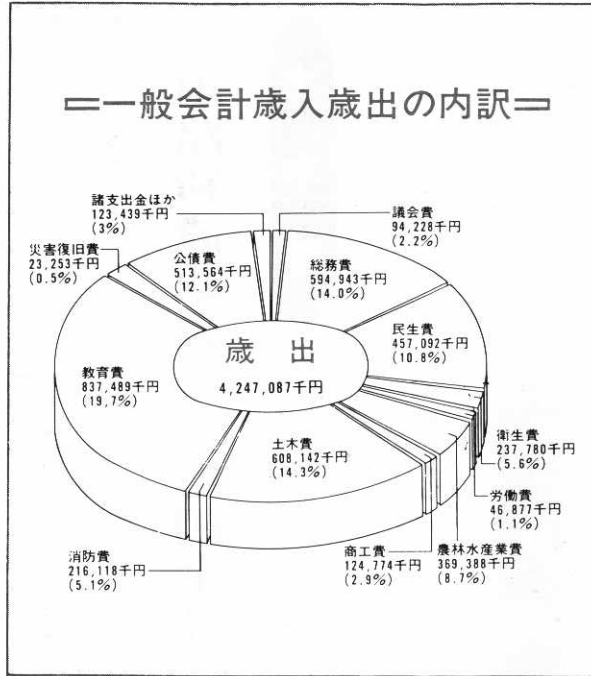 ＝一般会計歳入歳出の内訳＝
諸支出金ほか
123,439千円
(3%)
議会費
94,228千円
(2.2%)
災害復旧費
23,253千円
(0.5%)
公債費
513,564千円
(12.1%)
総務費
594,943千円
(14.0%)
民生費
457,092千円
(10.8%)
歳出
4,247,087千円
教育費
837,489千円
(19,7%)
土木費
608,142千円
(14.3%)
衛生費
237,780千円
(5.6%)
労働費
46,877千円
(1.1%)
消防費
216,118千円
(5.1%)
商工費
124,774千円
(2.9%)
農林水産業費
369,388千円
(8.7%)